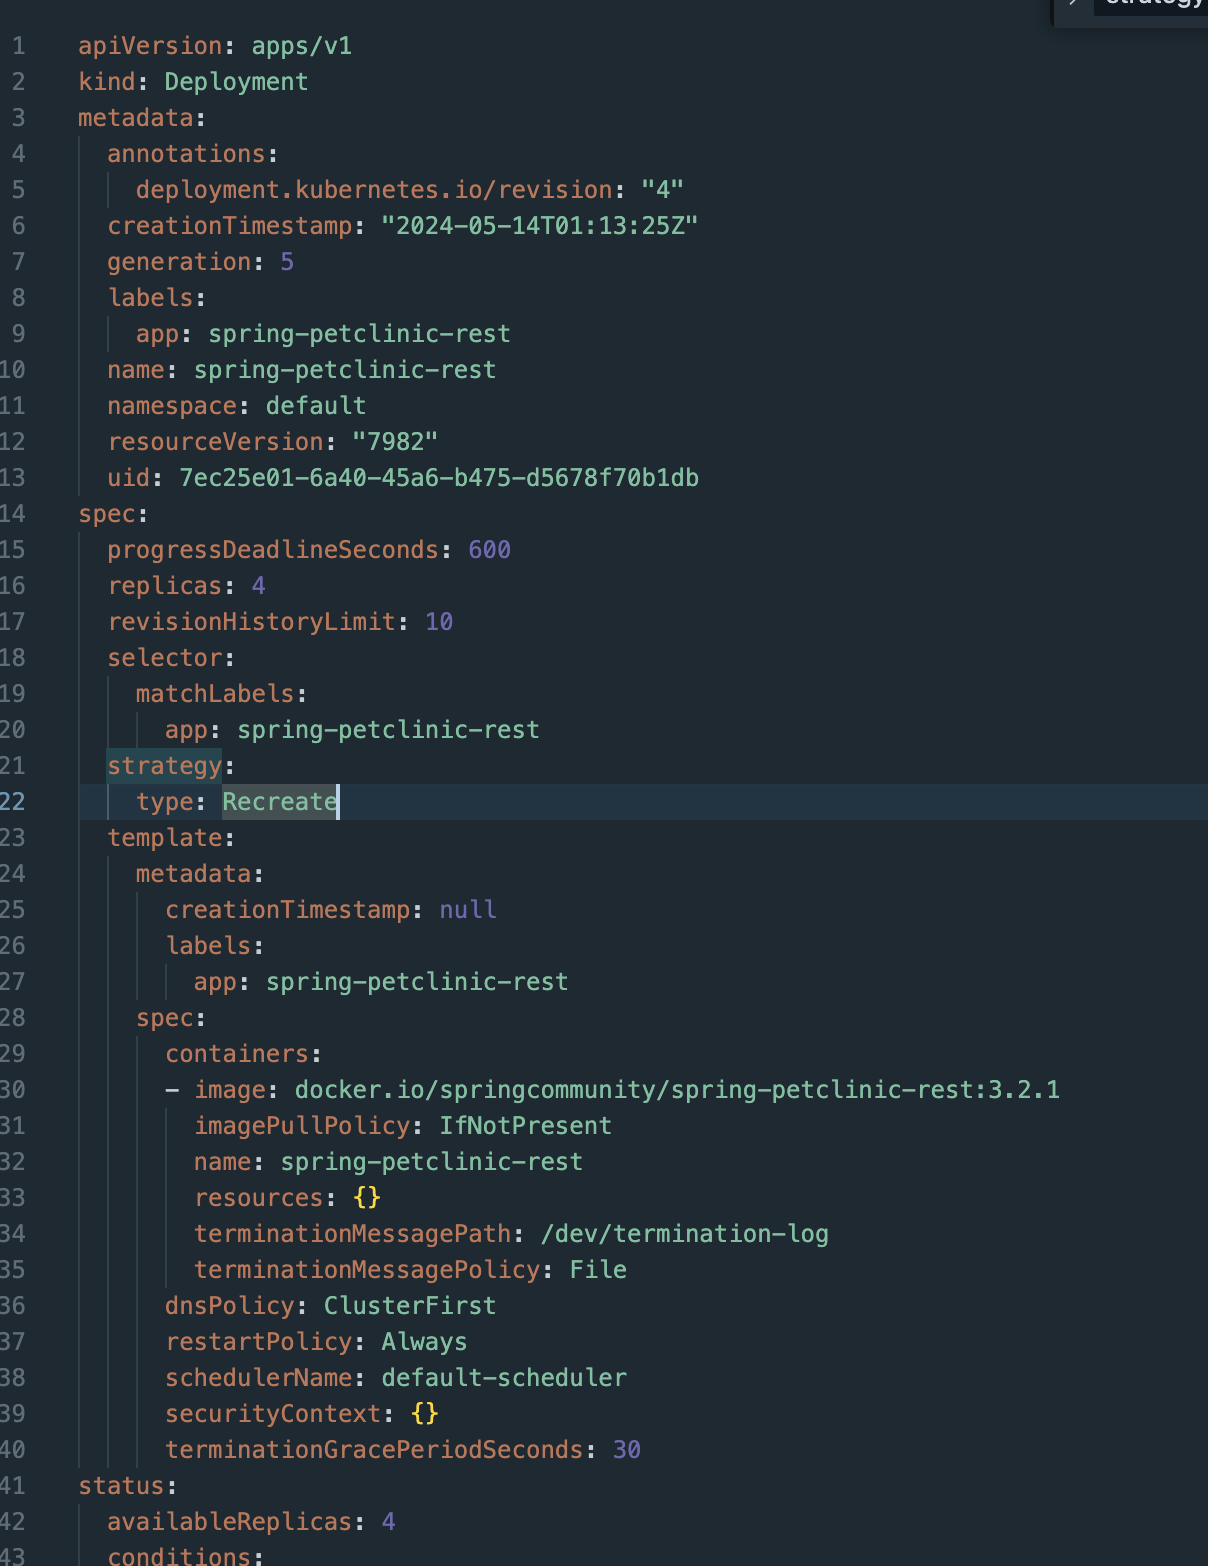 strategy
1 apiVersion: apps/v1
2 kind: Deployment
3 metadata:
4   annotations:
5     deployment.kubernetes.io/revision: "4"
6   creationTimestamp: "2024-05-14T01:13:25Z"
7   generation: 5
8   labels:
9     app: spring-petclinic-rest
10   name: spring-petclinic-rest
11   namespace: default
12   resourceVersion: "7982"
13   uid: 7ec25e01-6a40-45a6-b475-d5678f70b1db
14 spec:
15   progressDeadlineSeconds: 600
16   replicas: 4
17   revisionHistoryLimit: 10
18   selector:
19     matchLabels:
20       app: spring-petclinic-rest
21   strategy:
22     type: Recreate
23   template:
24     metadata:
25       creationTimestamp: null
26       labels:
27         app: spring-petclinic-rest
28     spec:
29       containers:
30       - image: docker.io/springcommunity/spring-petclinic-rest:3.2.1
31         imagePullPolicy: IfNotPresent
32         name: spring-petclinic-rest
33         resources: {}
34         terminationMessagePath: /dev/termination-log
35         terminationMessagePolicy: File
36       dnsPolicy: ClusterFirst
37       restartPolicy: Always
38       schedulerName: default-scheduler
39       securityContext: {}
40       terminationGracePeriodSeconds: 30
41 status:
42   availableReplicas: 4
43   conditions: